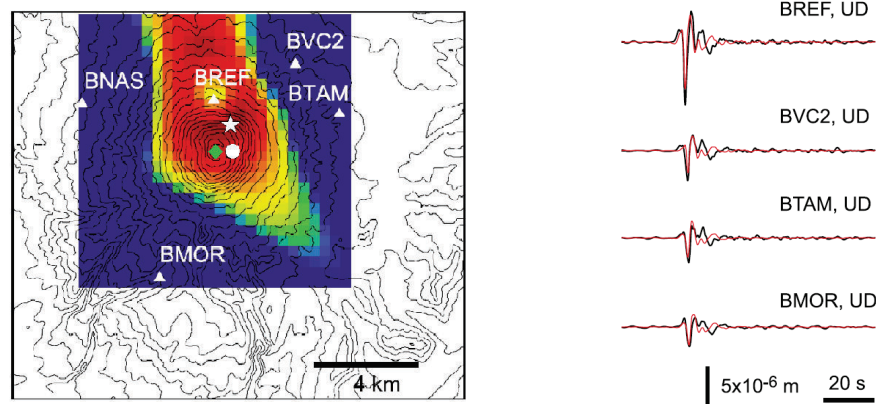 BVC2
BNAS
BREF
BTAM
BMOR
4 km
BREF, UD
BVC2, UD
BTAM, UD
BMOR, UD
5x10-6 m
20 s